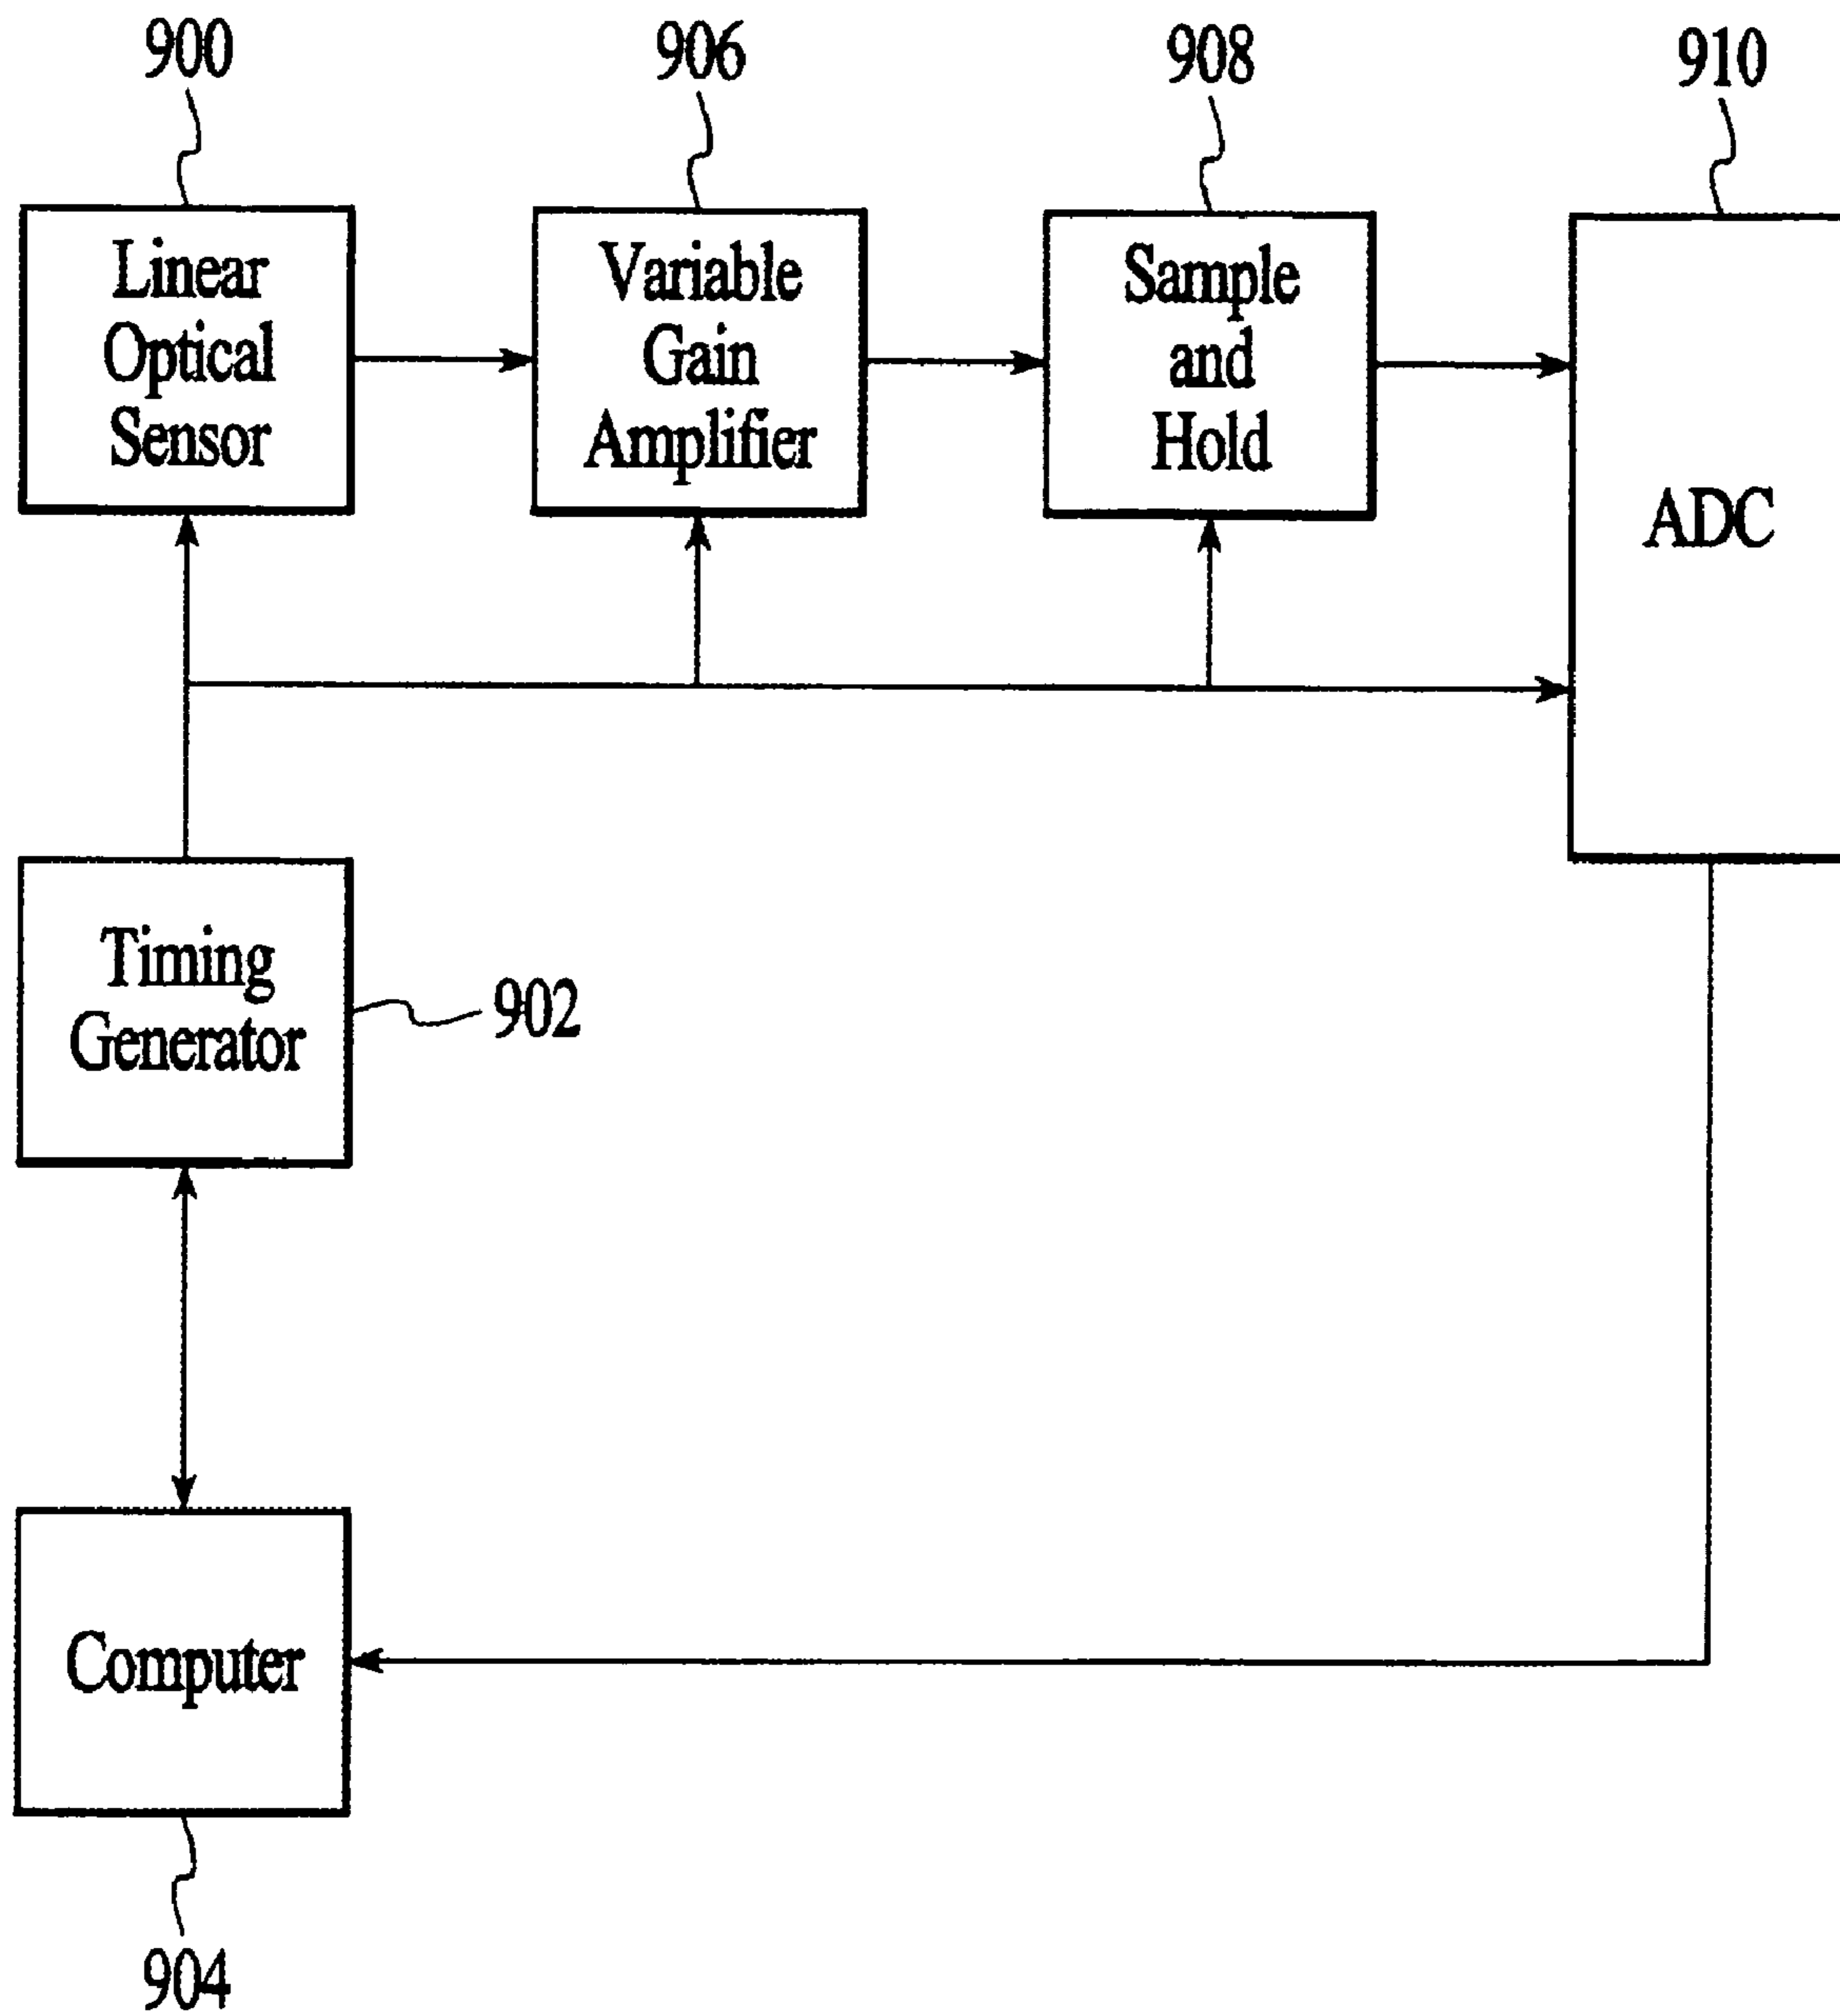 900
906
908
910
Linear
Optical
Sensor
Variable
Gain
Amplifier
Sample
and
Hold
ADC
Timing
Generator
902
Computer
904